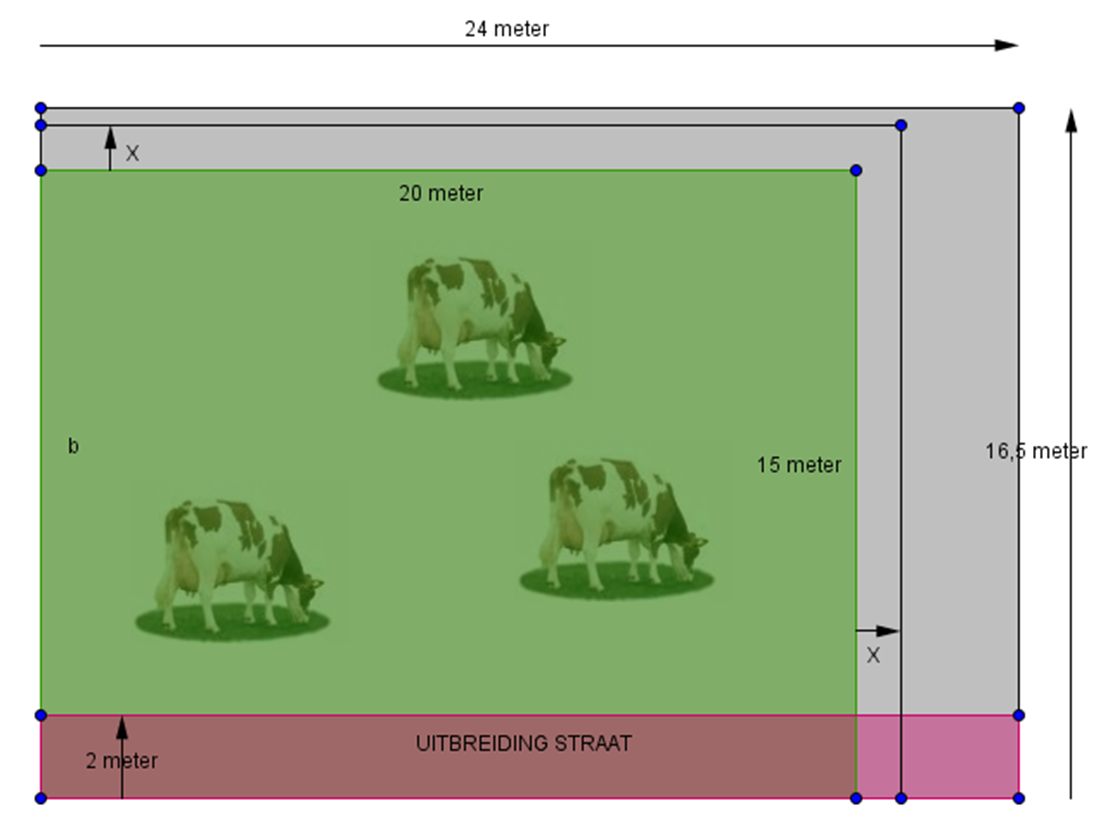 24 meter
X
20 meter
b
15 meter
16,5 meter
X
UITBREIDING STRAAT
2 meter